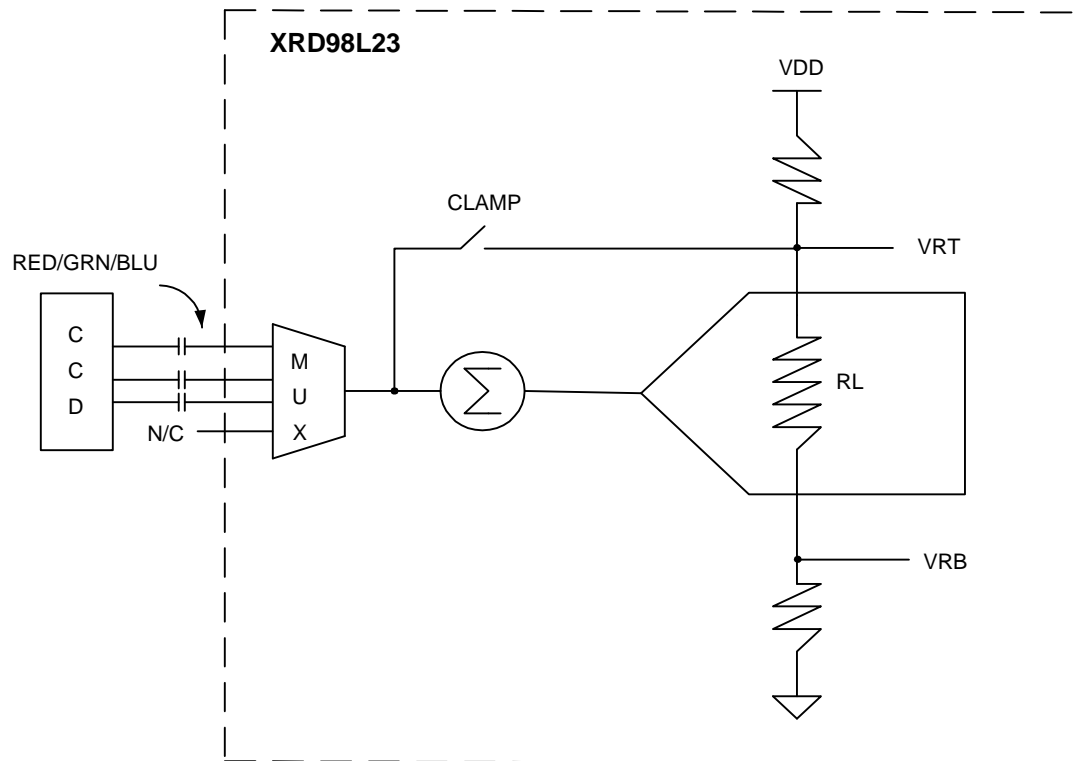 XRD98L23
VDD
CLAMP
VRT
RED/GRN/BLU
C
C
D
M
U
X
N/C
RL
VRB